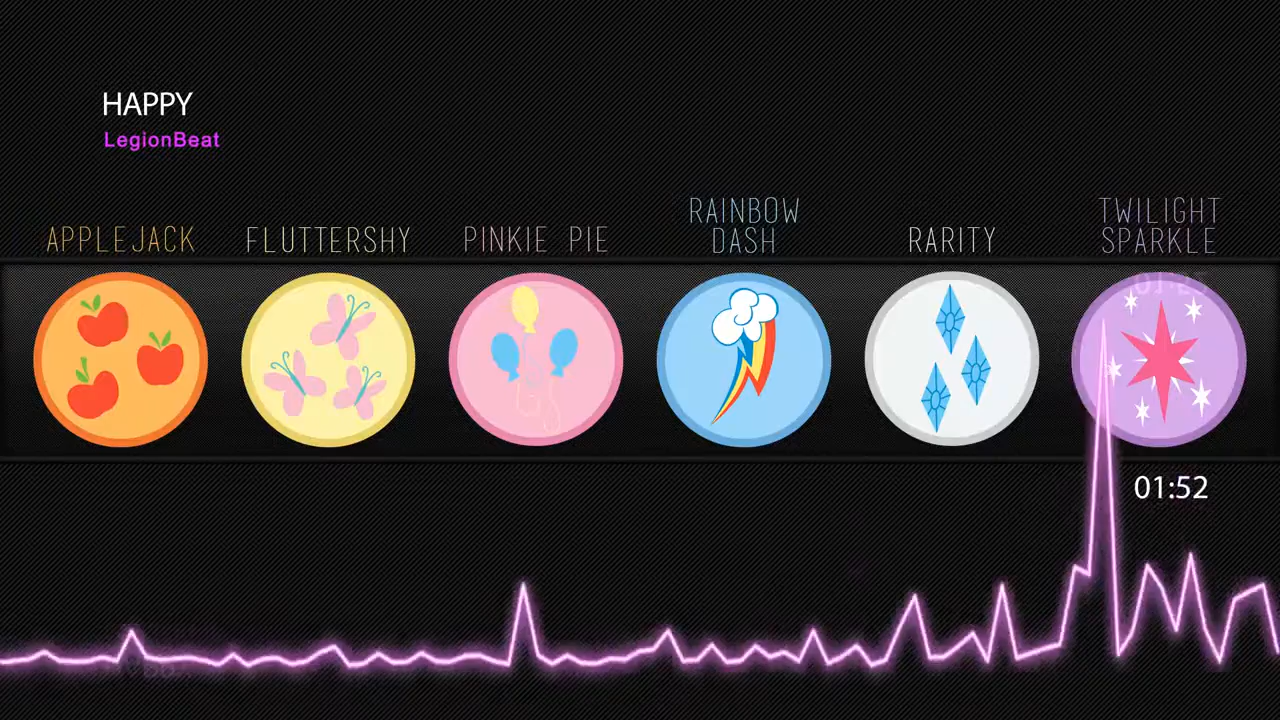 HAPPY
LegionBeat
APPLEJACK
FLUTTERSHY
PINKIE PIE
RAINBOW
DASH
RARITY
TWILIGHT
SPARKLE
01:52